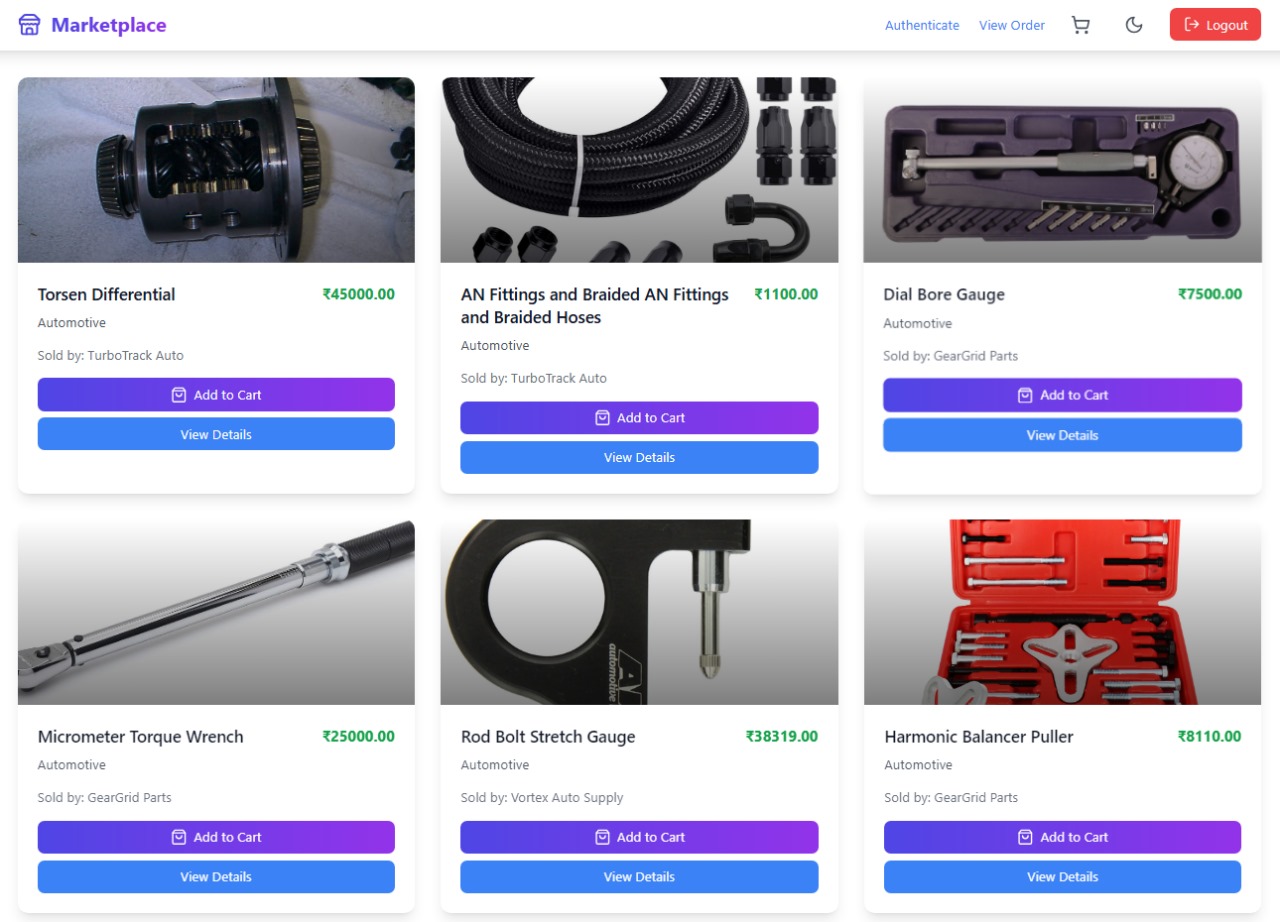 Marketplace
Authenticate View Order Logout
Torsen Differential ₹45000.00
Automotive
Sold by: TurboTrack Auto
Add to Cart
View Details
AN Fittings and Braided AN Fittings ₹1100.00
and Braided Hoses
Automotive
Sold by: TurboTrack Auto
Add to Cart
View Details
Dial Bore Gauge ₹7500.00
Automotive
Sold by: GearGrid Parts
Add to Cart
View Details
Micrometer Torque Wrench ₹25000.00
Automotive
Sold by: GearGrid Parts
Add to Cart
View Details
automotive
Rod Bolt Stretch Gauge ₹38319.00
Automotive
Sold by: Vortex Auto Supply
Add to Cart
View Details
Harmonic Balancer Puller ₹8110.00
Automotive
Sold by: GearGrid Parts
Add to Cart
View Details